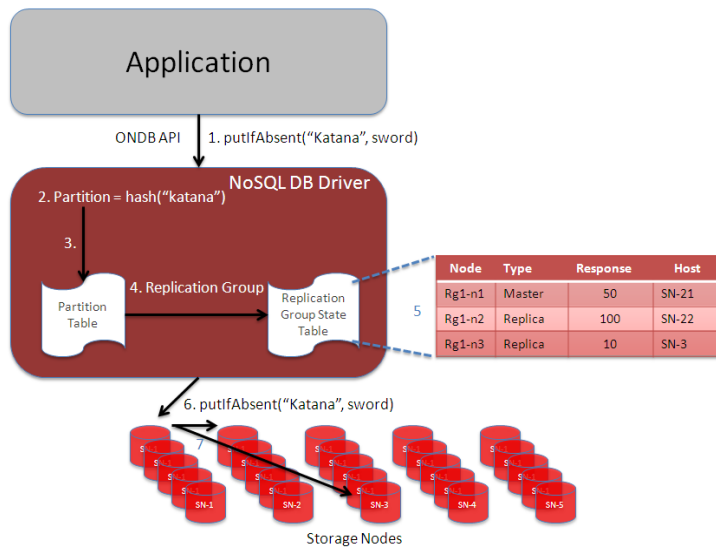 Application
ONDB API
1. putIfAbsent(“Katana”, sword)
NoSQL DB Driver
2. Partition = hash(“katana”)
3.
4. Replication Group
Partition
Table
Replication
Group State
Table
5
Node Type Response Host
Rg1-n1 Master 50 SN-21
Rg1-n2 Replica 100 SN-22
Rg1-n3 Replica 10 SN-3
6. putIfAbsent(“Katana”, sword)
7
SN-1
SN-2
SN-3
SN-4
SN-5
Storage Nodes